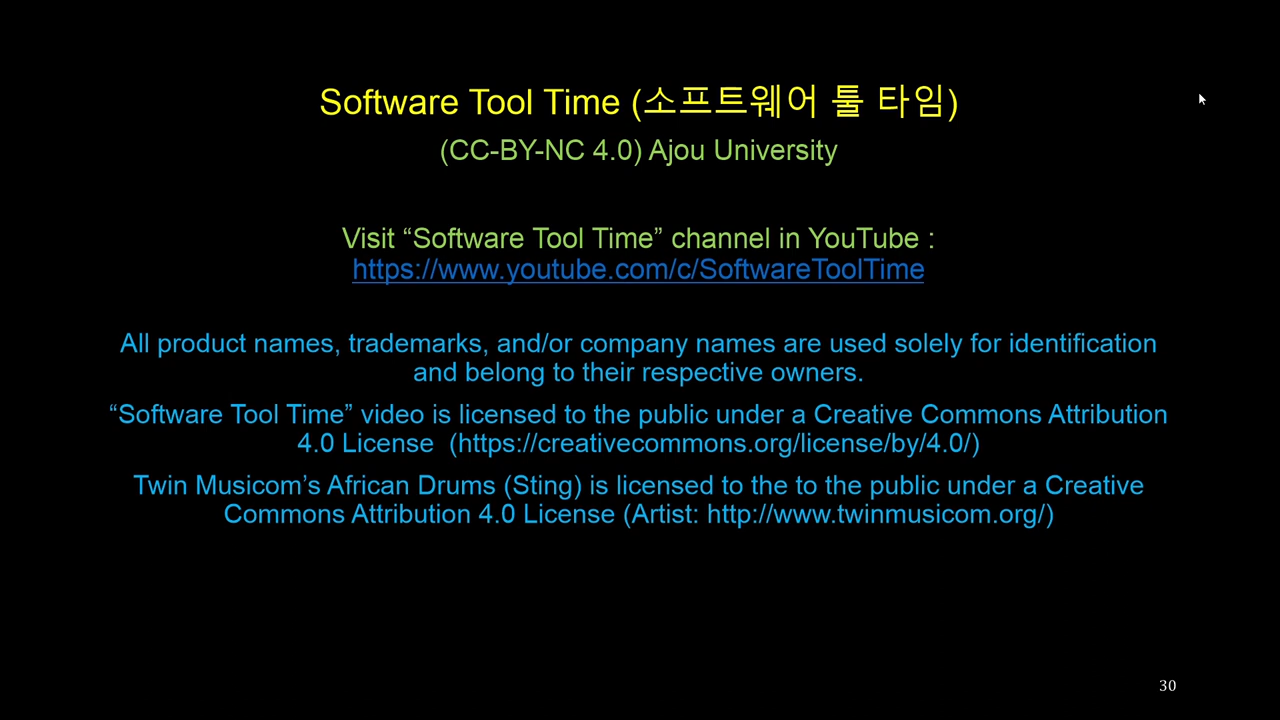 Software Tool Time (소프트웨어 툴 타임)
(CC-BY-NC 4.0) Ajou University
Visit “Software Tool Time” channel in YouTube :
https://www.youtube.com/c/SoftwareToolTime
All product names, trademarks, and/or company names are used solely for identification
and belong to their respective owners.
“Software Tool Time” video is licensed to the public under a Creative Commons Attribution
4.0 License  (https://creativecommons.org/license/by/4.0/)
Twin Musicom’s African Drums (Sting) is licensed to the to the public under a Creative
Commons Attribution 4.0 License (Artist: http://www.twinmusicom.org/)
30